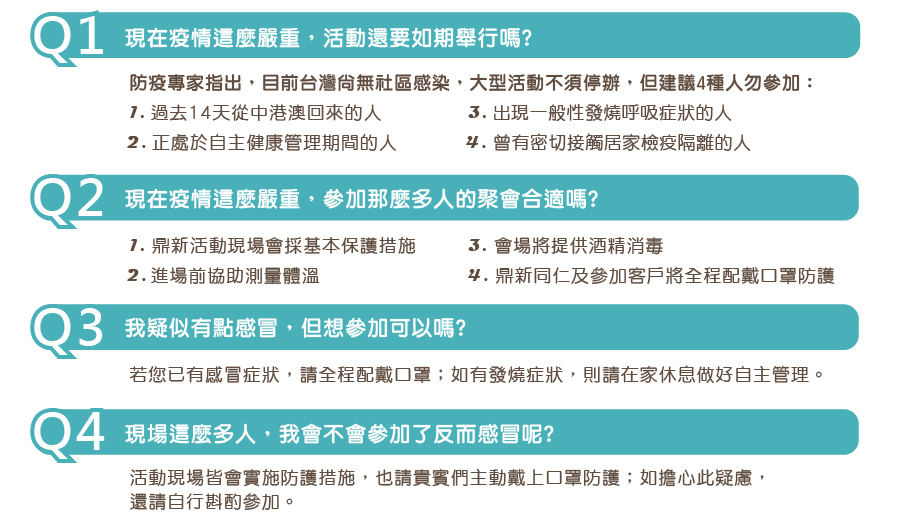 Q1 現在疫情這麼嚴重，活動還要如期舉行嗎?
防疫專家指出，目前台灣尚無社區感染，大型活動不須停辦，但建議4種人勿參加：
1. 過去14天從中港澳回來的人
3. 出現一般性發燒呼吸症狀的人
2. 正處於自主健康管理期間的人
4. 曾有密切接觸居家檢疫隔離的人
Q2 現在疫情這麼嚴重，參加那麼多人的聚會合適嗎?
1. 鼎新活動現場會採基本保護措施
3. 會場將提供酒精消毒
2. 進場前協助測量體溫
4. 鼎新同仁及參加客戶將全程配戴口罩防護
Q3 我疑似有點感冒，但想參加可以嗎?
若您已有感冒症狀，請全程配戴口罩；如有發燒症狀，則請在家休息做好自主管理。
Q4 現場這麼多人，我會不會參加了反而感冒呢?
活動現場皆會實施防護措施，也請貴賓們主動戴上口罩防護；如擔心此疑慮，
還請自行斟酌參加。